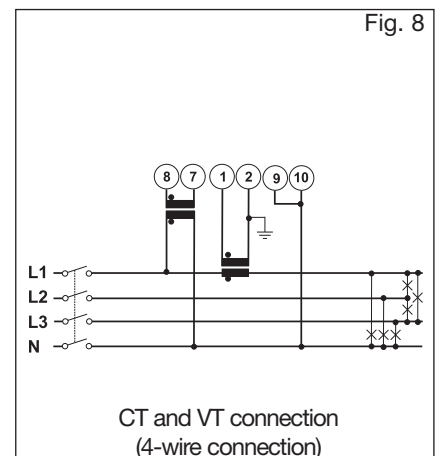 Fig. 8
8 7 1 2 9 10
L1
L2
L3
N
CT and VT connection
(4-wire connection)